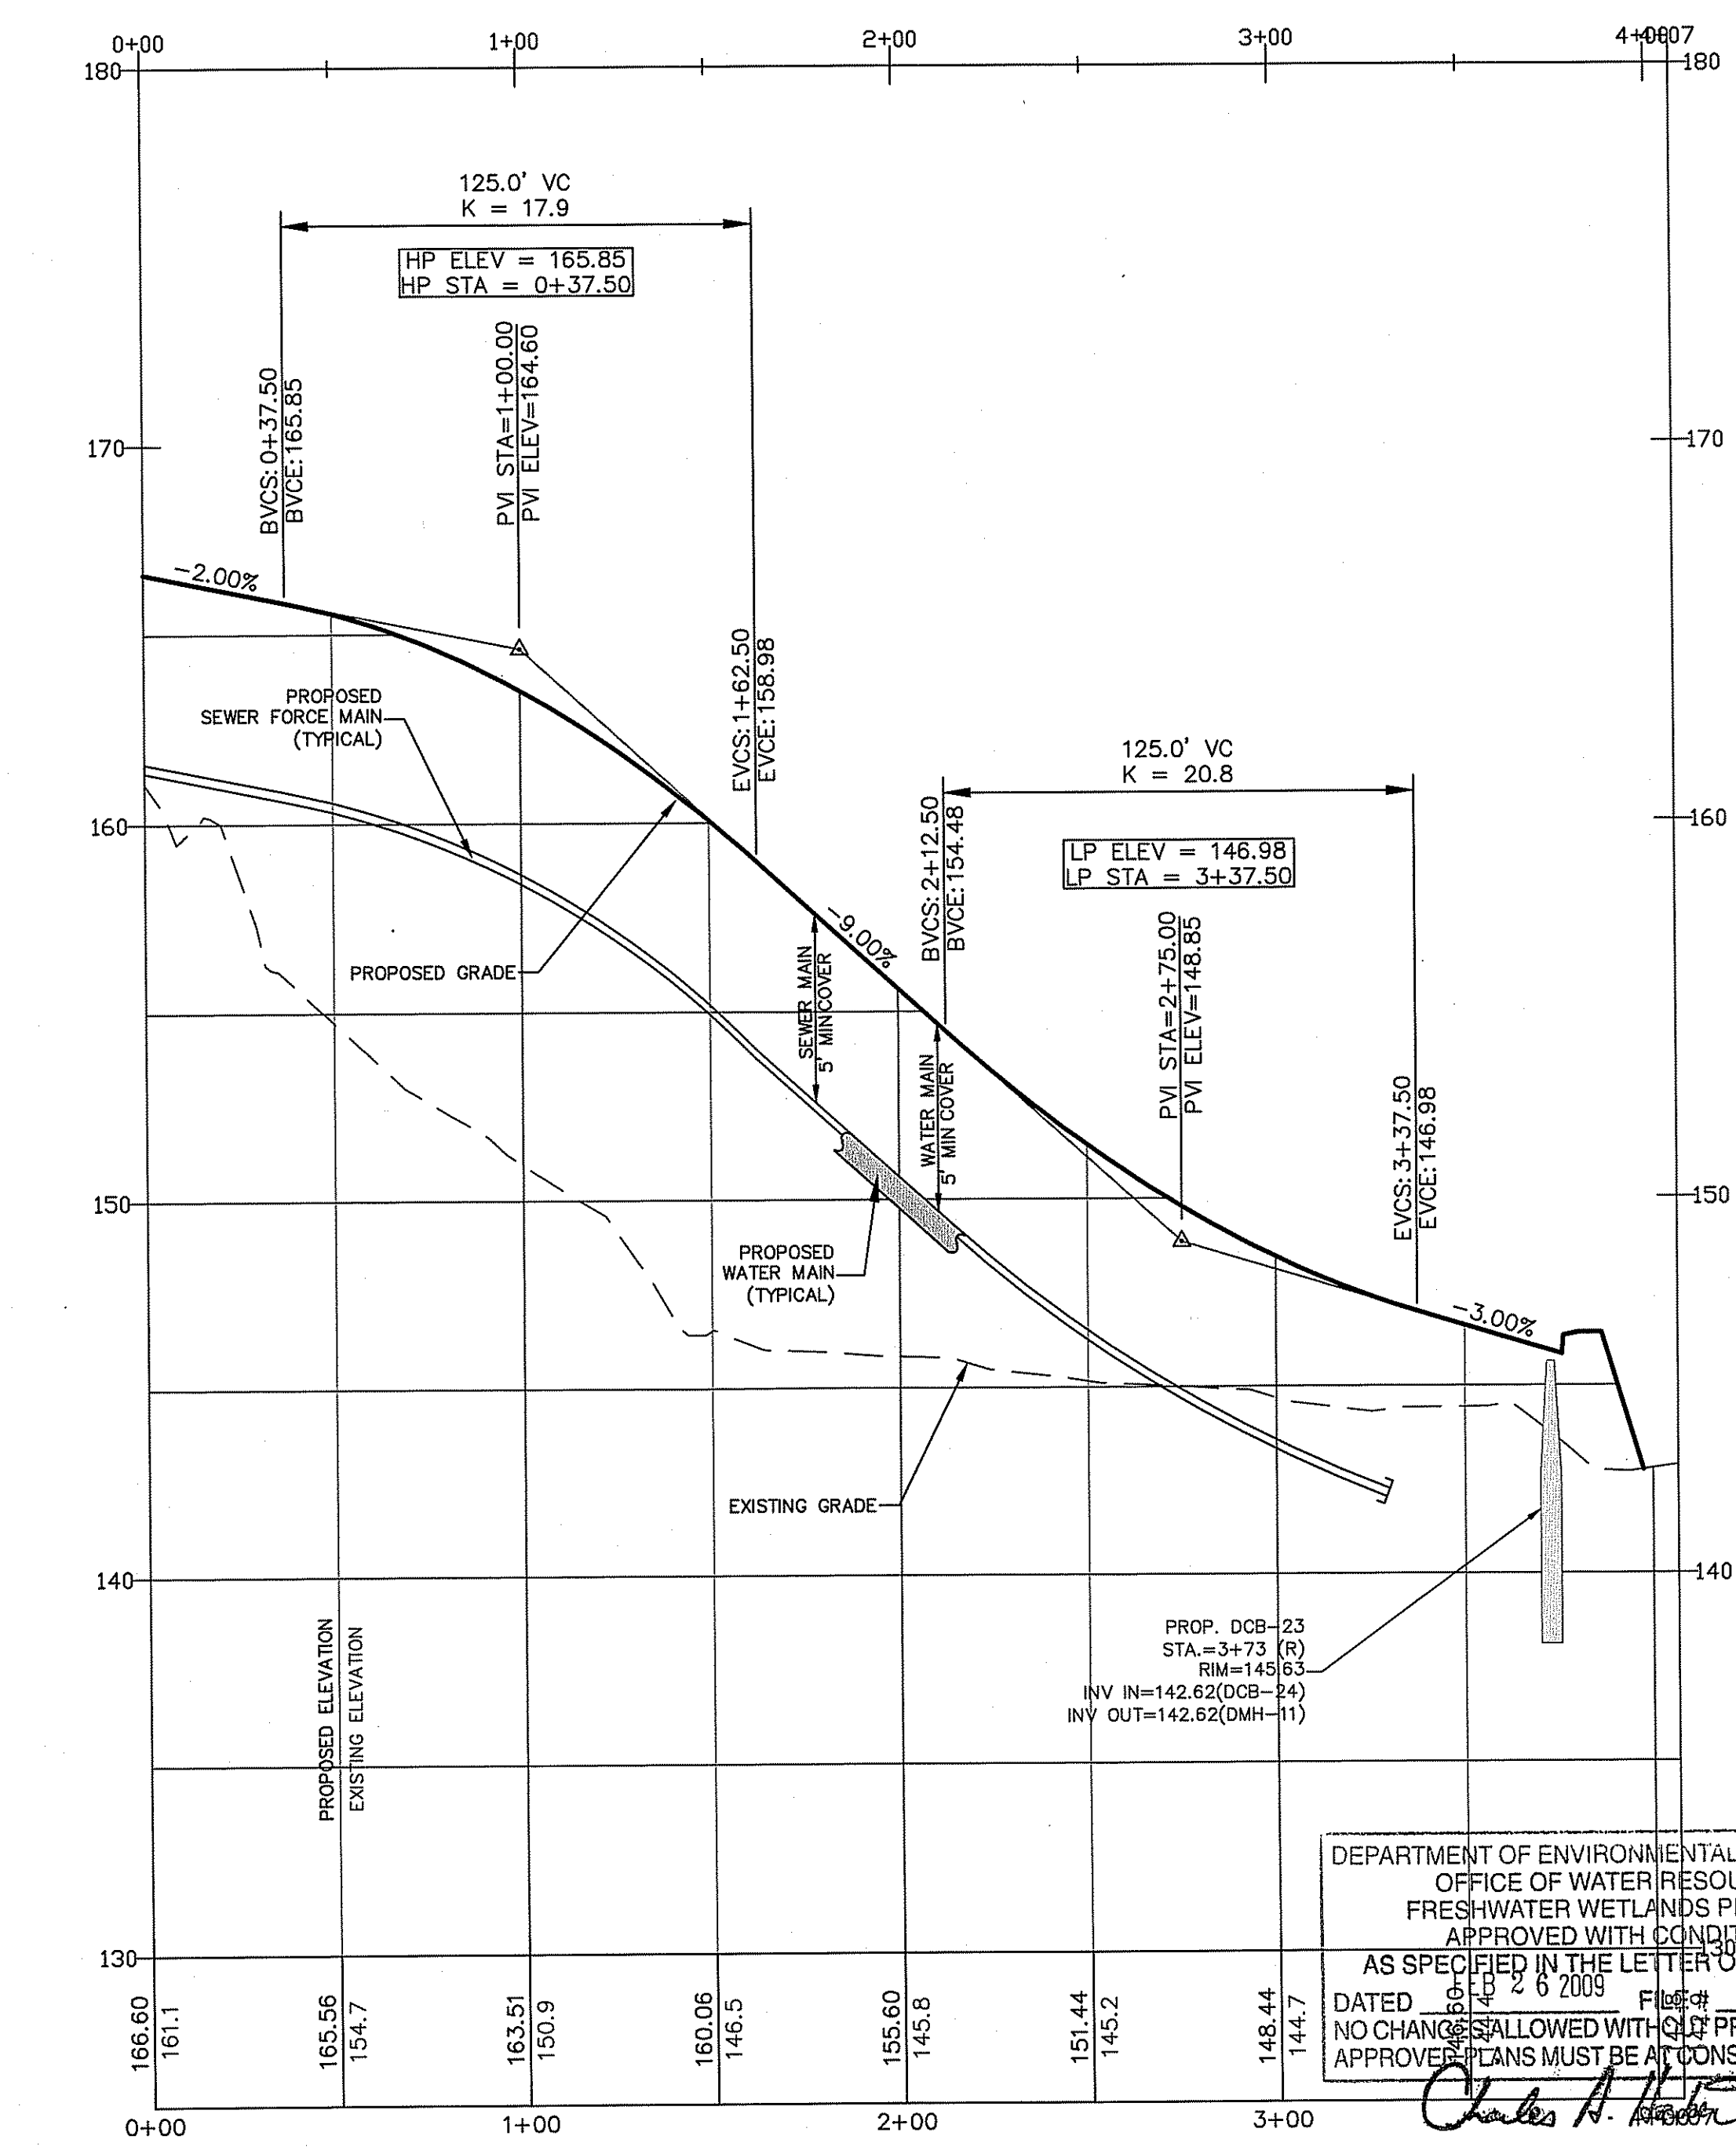 0+00
1+00
2+00
3+00
180
180
125.0' VC
K = 17.9
HP ELEV = 165.85
HP STA = 0+37.50
BVCS: 0+37.50
BVCE: 165.85
PVI STA=1+00.00
PVI ELEV=164.60
170
170
-2.00%
EVCS: 1+62.50
EVCE: 158.98
PROPOSED
SEWER FORCE MAIN
(TYPICAL)
125.0' VC
K = 20.8
LP ELEV = 146.98
LP STA = 3+37.50
BVCS: 2+12.50
BVCE: 154.48
160
160
-9.00%
PVI STA=2+75.00
PVI ELEV=148.85
PROPOSED GRADE
SEWER MAIN
5' MIN COVER
WATER MAIN
5' MIN COVER
EVCS: 3+37.50
EVCE: 146.98
150
150
PROPOSED
WATER MAIN
(TYPICAL)
-3.00%
EXISTING GRADE
140
140
PROP. DCB-23
STA.=3+73 (R)
RIM=145.63
INV IN=142.62(DCB-24)
INV OUT=142.62(DMH-11)
PROPOSED ELEVATION
EXISTING ELEVATION
DEPARTMENT OF ENVIRONMENTAL
OFFICE OF WATER RESOU
FRESHWATER WETLANDS P
APPROVED WITH CONDIT
AS SPECIFIED IN THE LETTER O
DATED FEB 26 2009 FILE #
NO CHANGES ALLOWED WITHOUT PR
APPROVED PLANS MUST BE AT CONS
130
130
166.60
161.1
165.56
154.7
163.51
150.9
160.06
146.5
155.60
145.8
151.44
145.2
148.44
144.7
146.60
144.4
Charles A.
0+00
1+00
2+00
3+00